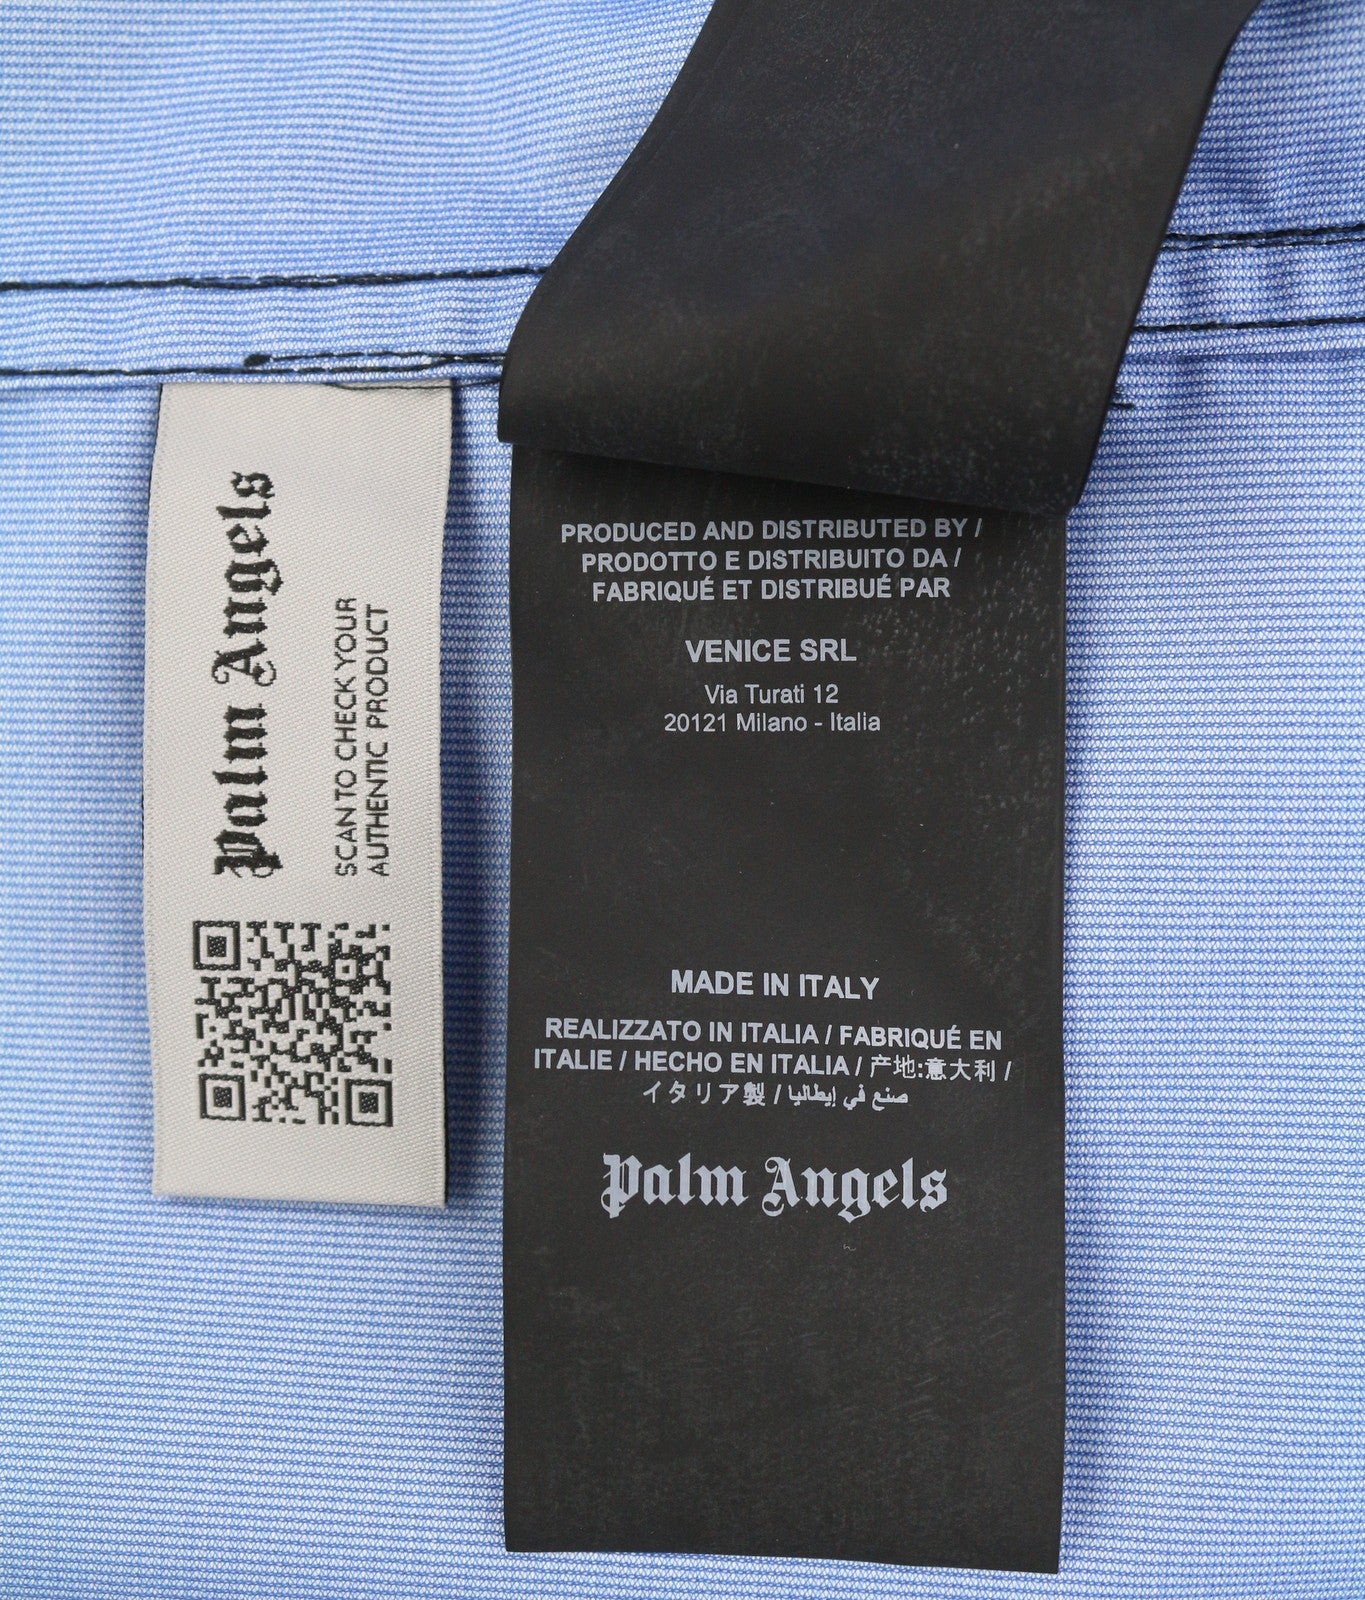 Palm Angels
SCAN TO CHECK YOUR
AUTHENTIC PRODUCT
PRODUCED AND DISTRIBUTED BY /
PRODOTTO E DISTRIBUITO DA /
FABRIQUÉ ET DISTRIBUÉ PAR
VENICE SRL
Via Turati 12
20121 Milano - Italia
MADE IN ITALY
REALIZZATO IN ITALIA / FABRIQUÉ EN
ITALIE / HECHO EN ITALIA / 产地:意大利 /
イタリア製 / صنع في إيطاليا
Palm Angels